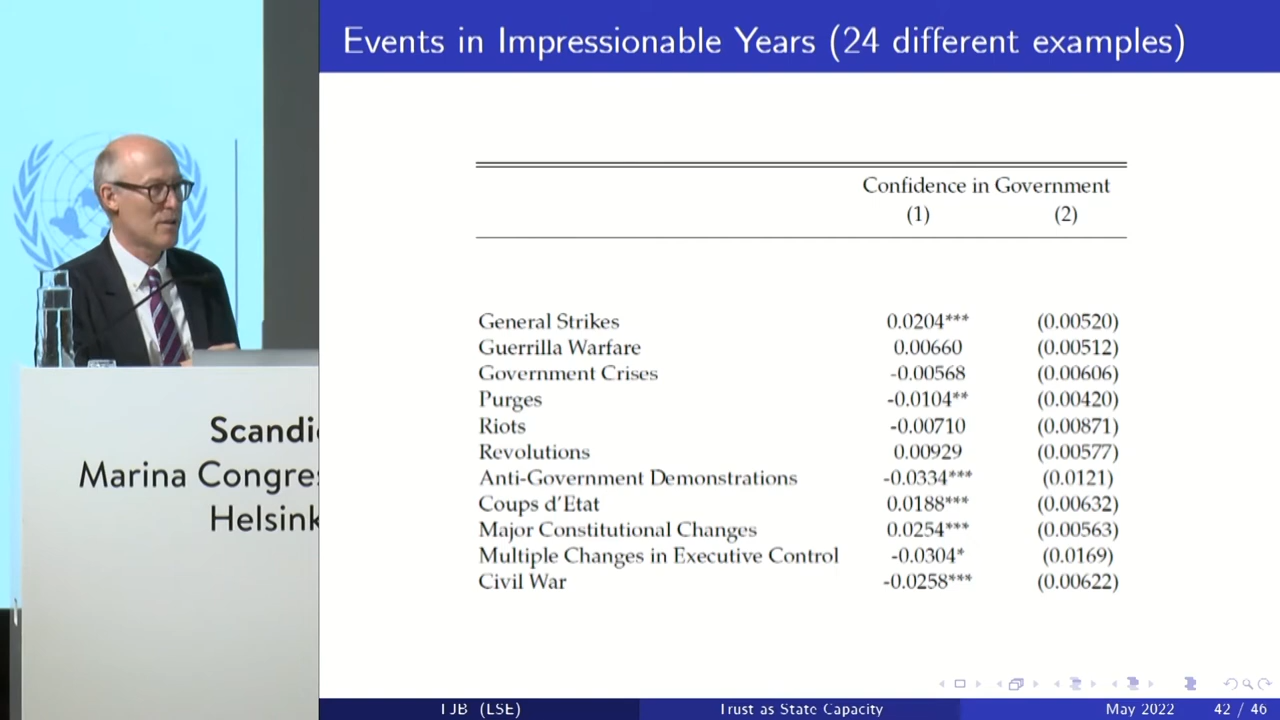 Events in Impressionable Years (24 different examples)
Confidence in Government
(1) (2)
General Strikes 0.0204*** (0.00520)
Guerrilla Warfare 0.00660 (0.00512)
Government Crises -0.00568 (0.00606)
Purges -0.0104** (0.00420)
Riots -0.00710 (0.00871)
Revolutions 0.00929 (0.00577)
Anti-Government Demonstrations -0.0334*** (0.0121)
Coups d'Etat 0.0188*** (0.00632)
Major Constitutional Changes 0.0254*** (0.00563)
Multiple Changes in Executive Control -0.0304* (0.0169)
Civil War -0.0258*** (0.00622)
TJB (LSE) Trust as State Capacity May 2022 42 / 46
Scandi
Marina Congres
Helsink